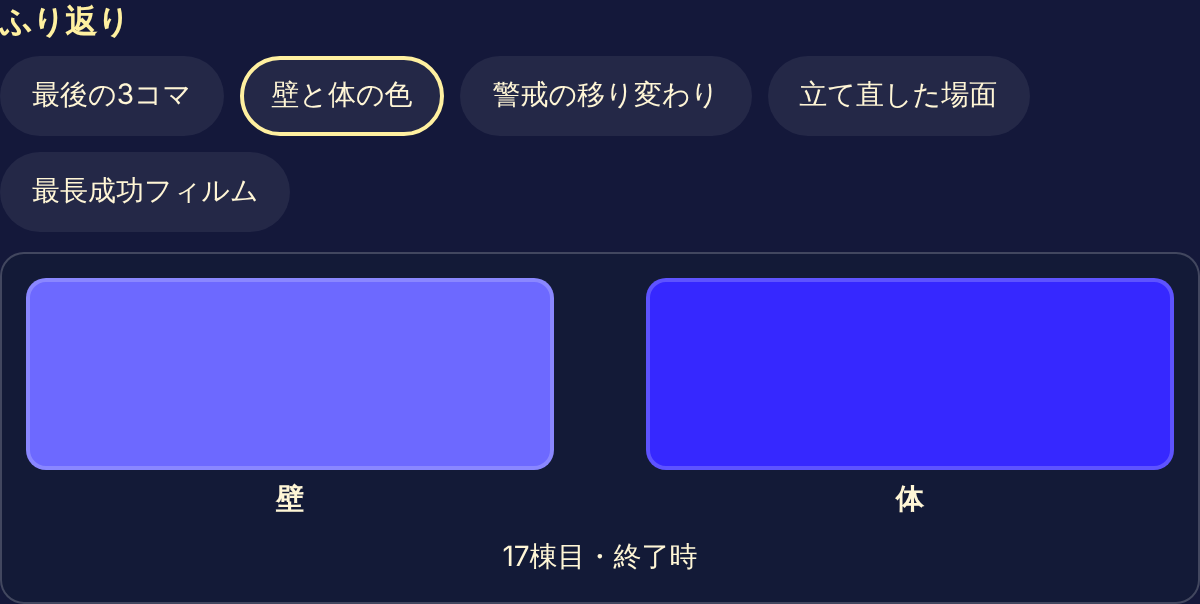 ふり返り
最後の3コマ 壁と体の色 警戒の移り変わり 立て直した場面
最長成功フィルム
壁 体
17棟目・終了時